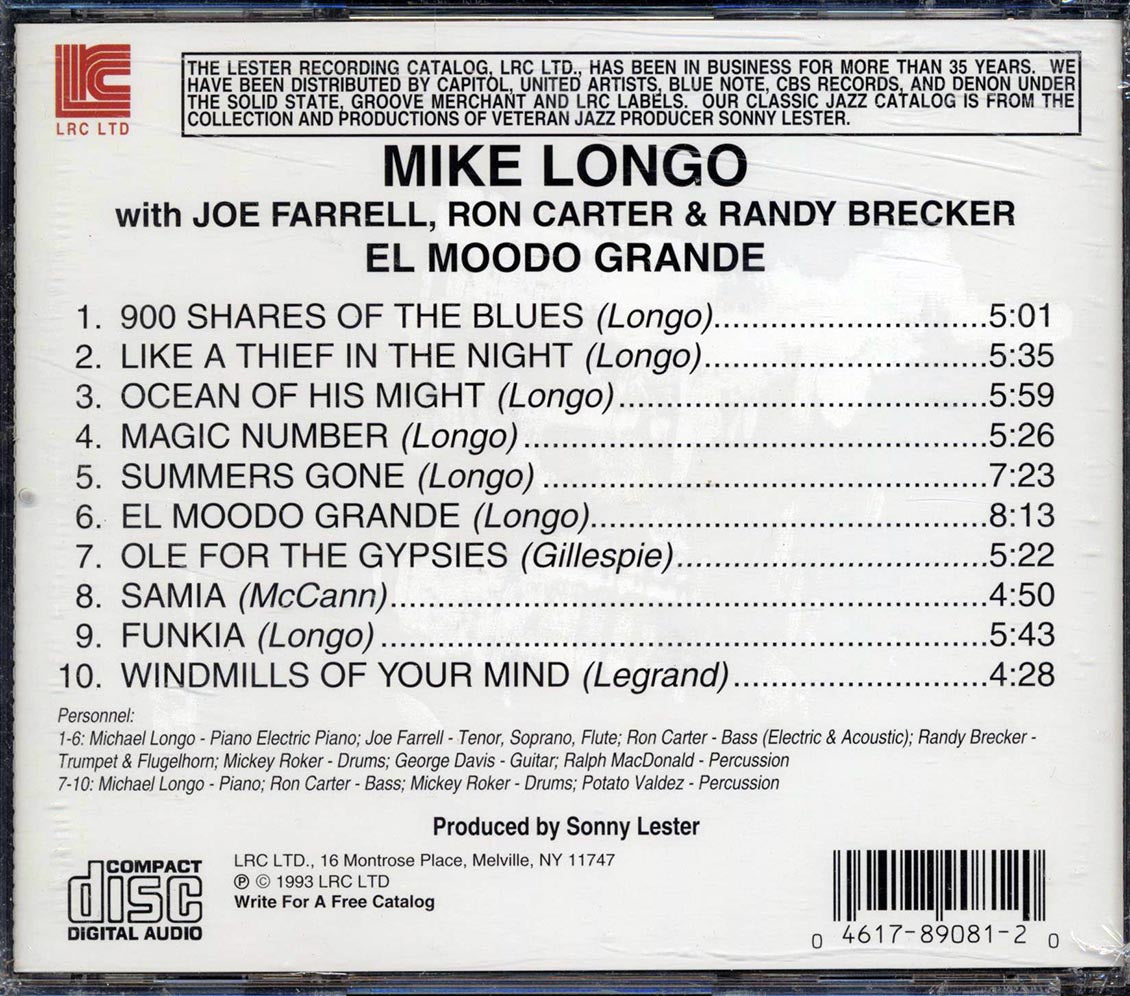 LRC LTD
THE LESTER RECORDING CATALOG, LRC LTD., HAS BEEN IN BUSINESS FOR MORE THAN 35 YEARS. WE
HAVE BEEN DISTRIBUTED BY CAPITOL, UNITED ARTISTS, BLUE NOTE, CBS RECORDS, AND DENON UNDER
THE SOLID STATE, GROOVE MERCHANT AND LRC LABELS. OUR CLASSIC JAZZ CATALOG IS FROM THE
COLLECTION AND PRODUCTIONS OF VETERAN JAZZ PRODUCER SONNY LESTER.
MIKE LONGO
with JOE FARRELL, RON CARTER & RANDY BRECKER
EL MOODO GRANDE
1. 900 SHARES OF THE BLUES (Longo)............................5:01
2. LIKE A THIEF IN THE NIGHT (Longo)............................5:35
3. OCEAN OF HIS MIGHT (Longo)....................................5:59
4. MAGIC NUMBER (Longo)............................................5:26
5. SUMMERS GONE (Longo)..........................................7:23
6. EL MOODO GRANDE (Longo)......................................8:13
7. OLE FOR THE GYPSIES (Gillespie)..............................5:22
8. SAMIA (McCann).......................................................4:50
9. FUNKIA (Longo).......................................................5:43
10. WINDMILLS OF YOUR MIND (Legrand)........................4:28
Personnel:
1-6: Michael Longo - Piano Electric Piano; Joe Farrell - Tenor, Soprano, Flute; Ron Carter - Bass (Electric & Acoustic); Randy Brecker -
Trumpet & Flugelhorn; Mickey Roker - Drums; George Davis - Guitar; Ralph MacDonald - Percussion
7-10: Michael Longo - Piano; Ron Carter - Bass; Mickey Roker - Drums; Potato Valdez - Percussion
Produced by Sonny Lester
COMPACT
disc
DIGITAL AUDIO
LRC LTD., 16 Montrose Place, Melville, NY 11747
℗ © 1993 LRC LTD
Write For A Free Catalog
0 4617-89081-2 0